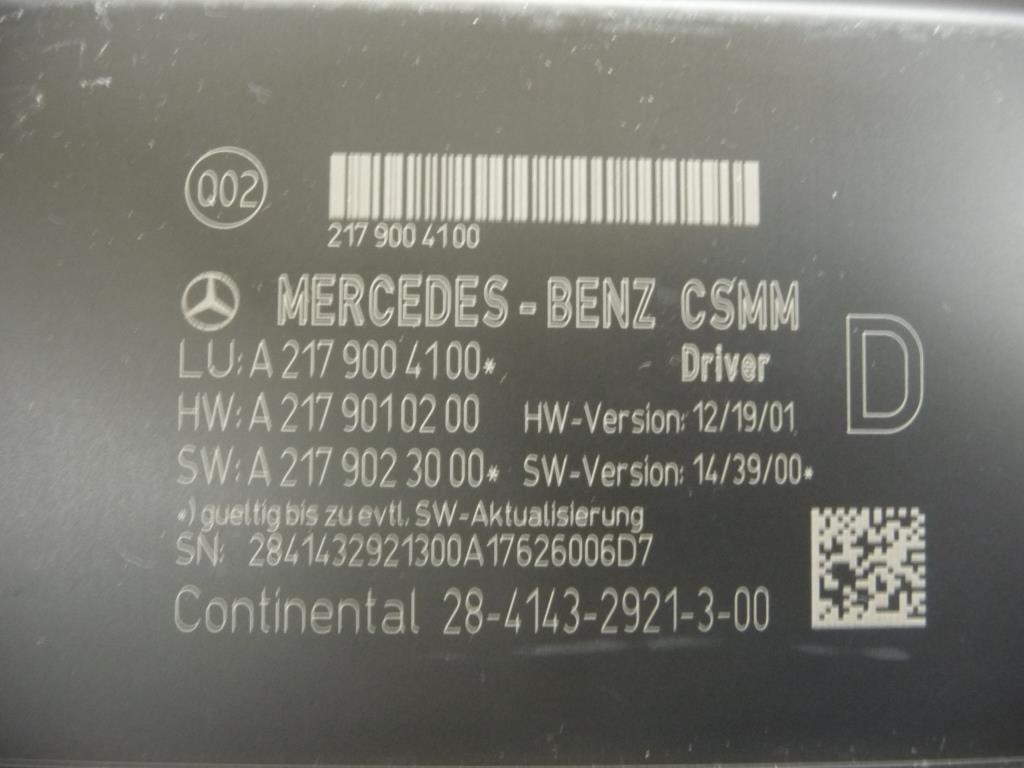 Q02
217 900 4100
MERCEDES-BENZ CSMM
LU: A 217 900 4100* Driver
D
HW: A 217 901 02 00 HW-Version: 12/19/01
SW: A 217 902 30 00* SW-Version: 14/39/00*
*) gueltig bis zu evtl. SW-Aktualisierung
SN: 2841432921300A17626006D7
Continental 28-4143-2921-3-00